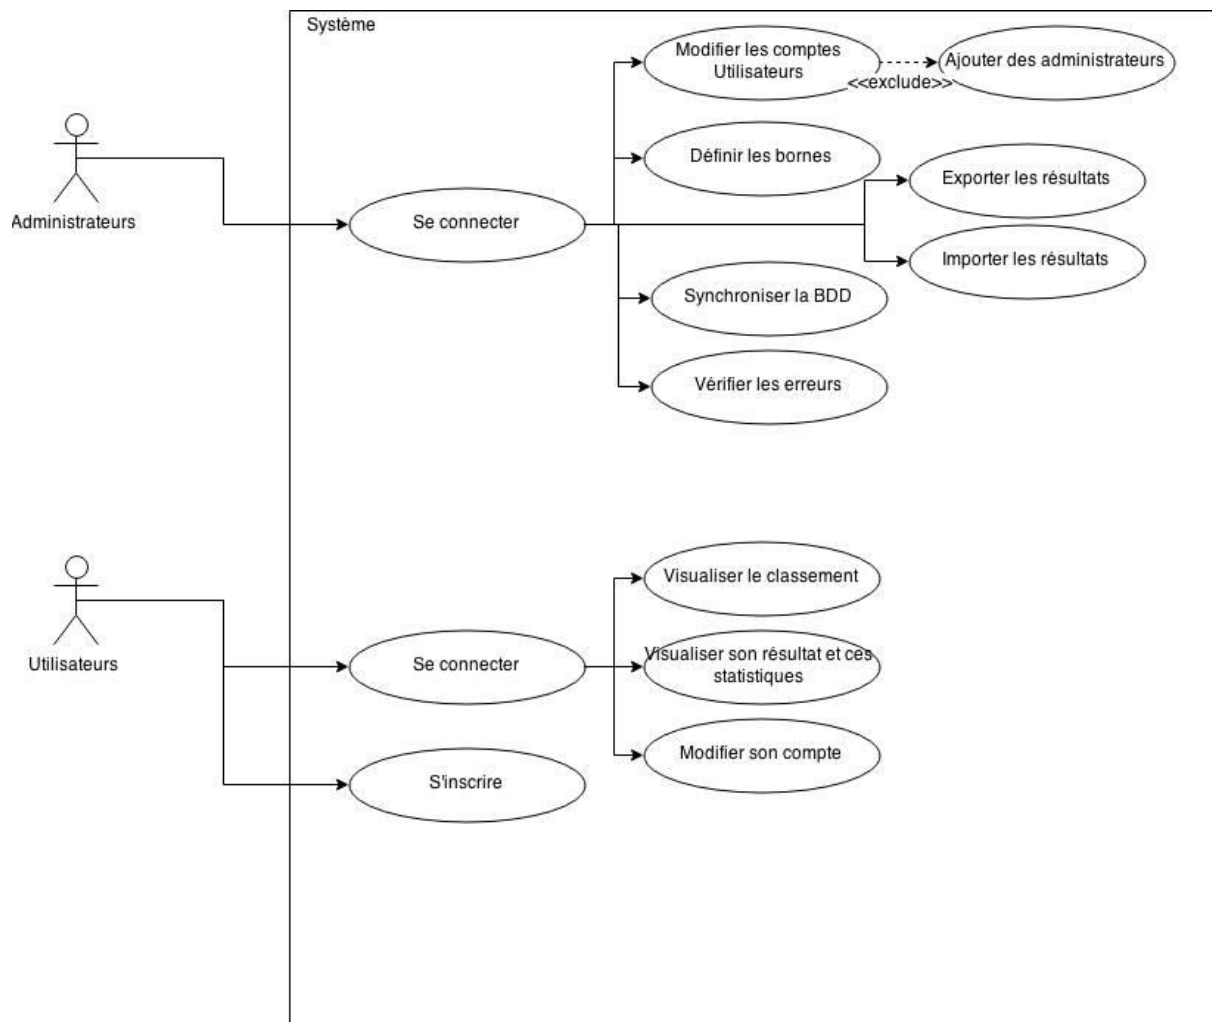 Système
Modifier les comptes
Utilisateurs
<<exclude>>
Ajouter des administrateurs
Définir les bornes
Exporter les résultats
Administrateurs
Se connecter
Importer les résultats
Synchroniser la BDD
Vérifier les erreurs
Visualiser le classement
Utilisateurs
Se connecter
Visualiser son résultat et ces
statistiques
Modifier son compte
S'inscrire